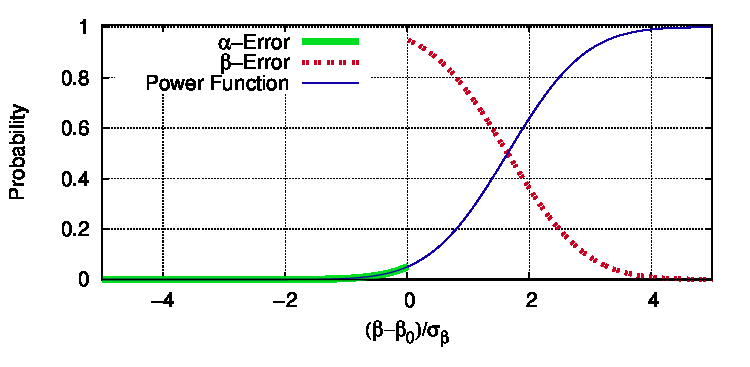 1
α–Error
β–Error
0.8
Power Function
0.6
Probability
0.4
0.2
0
–4
–2
0
2
4
(β–β₀)/σᵦ